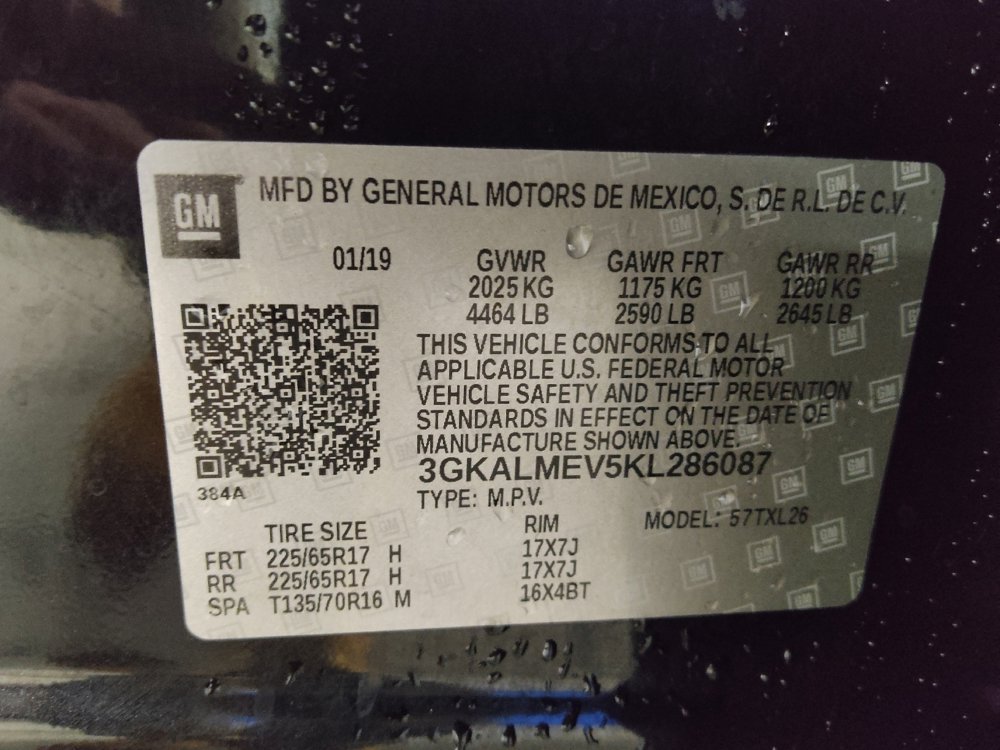 GM
MFD BY GENERAL MOTORS DE MEXICO, S. DE R.L. DE C.V.
01/19 GVWR GAWR FRT GAWR RR
2025 KG 1175 KG 1200 KG
4464 LB 2590 LB 2645 LB
THIS VEHICLE CONFORMS TO ALL
APPLICABLE U.S. FEDERAL MOTOR
VEHICLE SAFETY AND THEFT PREVENTION
STANDARDS IN EFFECT ON THE DATE OF
MANUFACTURE SHOWN ABOVE.
3GKALMEV5KL286087
384A
TYPE: M.P.V. MODEL: 57TXL26
TIRE SIZE RIM
FRT 225/65R17 H 17X7J
RR 225/65R17 H 17X7J
SPA T135/70R16 M 16X4BT